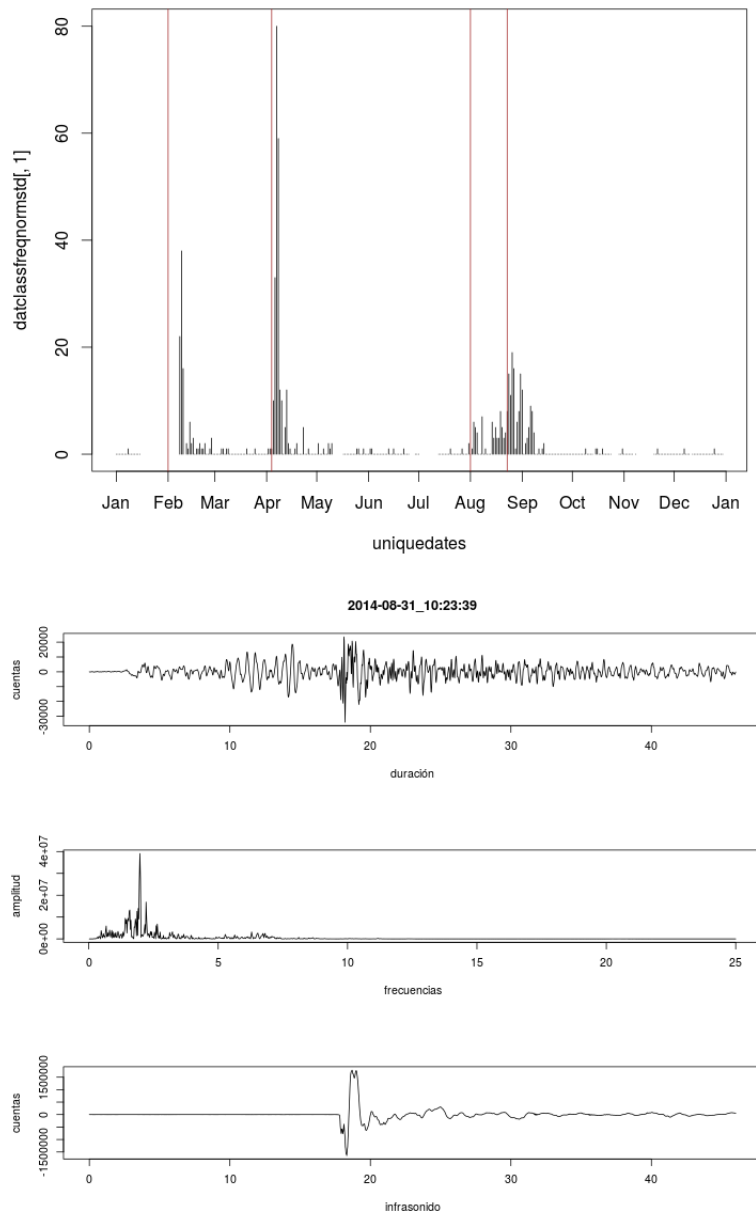 80
60
40
20
0
datclassfreqnormstd[, 1]
Jan Feb Mar Apr May Jun Jul Aug Sep Oct Nov Dec Jan
uniquedates
2014-08-31_10:23:39
20000
0
-30000
cuentas
0 10 20 30 40
duración
4e+07
2e+07
0e+00
amplitud
0 5 10 15 20 25
frecuencias
1500000
0
-1500000
cuentas
0 10 20 30 40
infrasonido